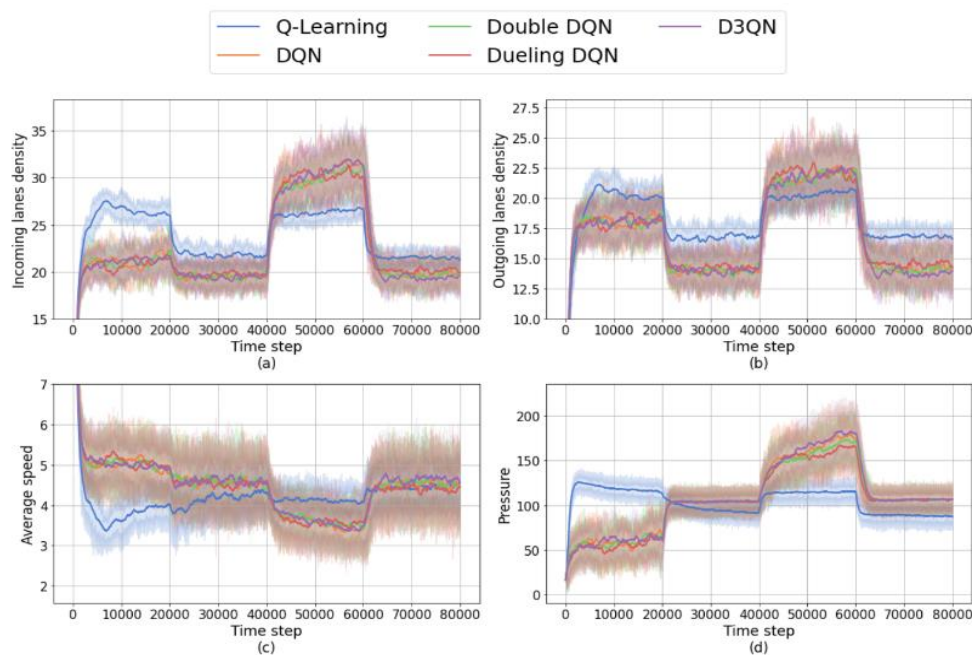 Q-Learning Double DQN D3QN
DQN Dueling DQN
35
30
25
20
15
Incoming lanes density
0 10000 20000 30000 40000 50000 60000 70000 80000
Time step
(a)
27.5
25.0
22.5
20.0
17.5
15.0
12.5
10.0
Outgoing lanes density
0 10000 20000 30000 40000 50000 60000 70000 80000
Time step
(b)
7
6
5
4
3
2
Average speed
0 10000 20000 30000 40000 50000 60000 70000 80000
Time step
(c)
200
150
100
50
0
Pressure
0 10000 20000 30000 40000 50000 60000 70000 80000
Time step
(d)